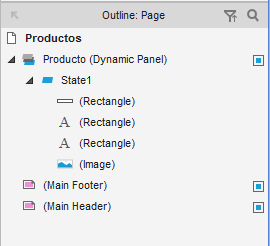 Outline: Page
Productos
Producto (Dynamic Panel)
State1
(Rectangle)
A (Rectangle)
A (Rectangle)
(Image)
(Main Footer)
(Main Header)